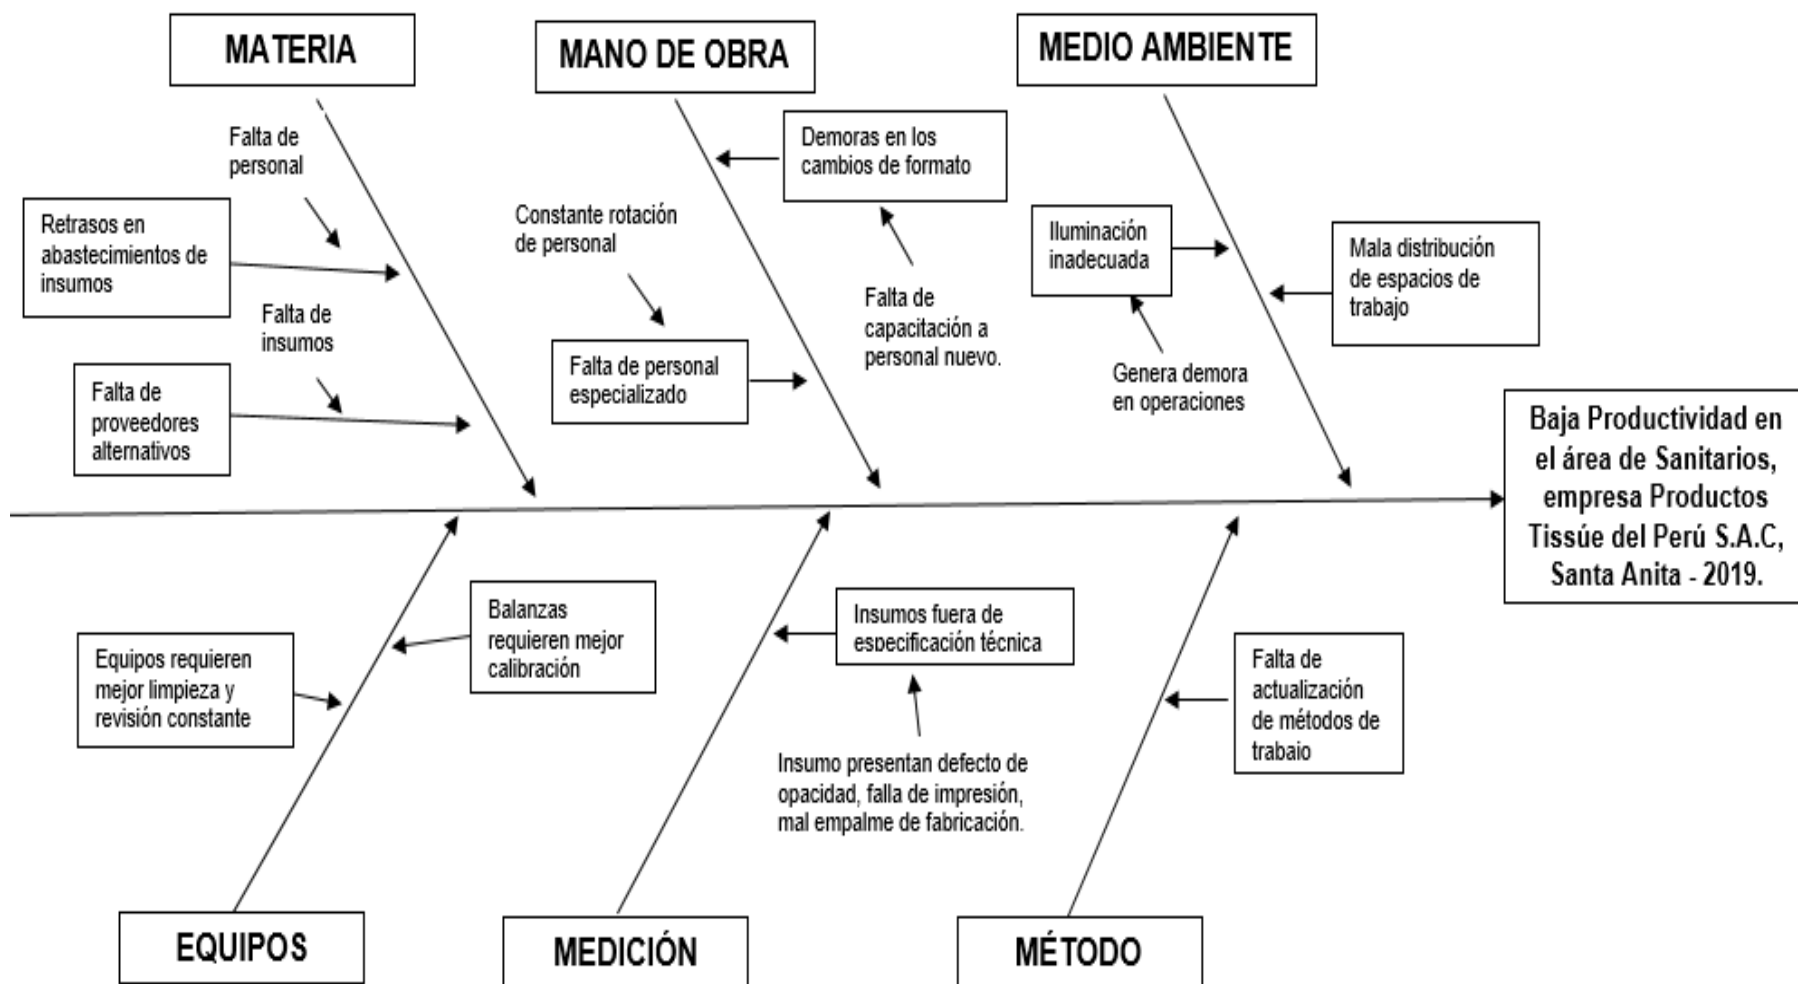 MATERIA
MANO DE OBRA
MEDIO AMBIENTE
Falta de
personal
Retrasos en
abastecimientos de
insumos
Falta de
insumos
Falta de
proveedores
alternativos
Demoras en los
cambios de formato
Constante rotación
de personal
Falta de
capacitación a
personal nuevo.
Falta de personal
especializado
Iluminación
inadecuada
Genera demora
en operaciones
Mala distribución
de espacios de
trabajo
Baja Productividad en
el área de Sanitarios,
empresa Productos
Tissúe del Perú S.A.C,
Santa Anita - 2019.
Equipos requieren
mejor limpieza y
revisión constante
Balanzas
requieren mejor
calibración
Insumos fuera de
especificación técnica
Insumo presentan defecto de
opacidad, falla de impresión,
mal empalme de fabricación.
Falta de
actualización
de métodos de
trabajo
EQUIPOS
MEDICIÓN
MÉTODO